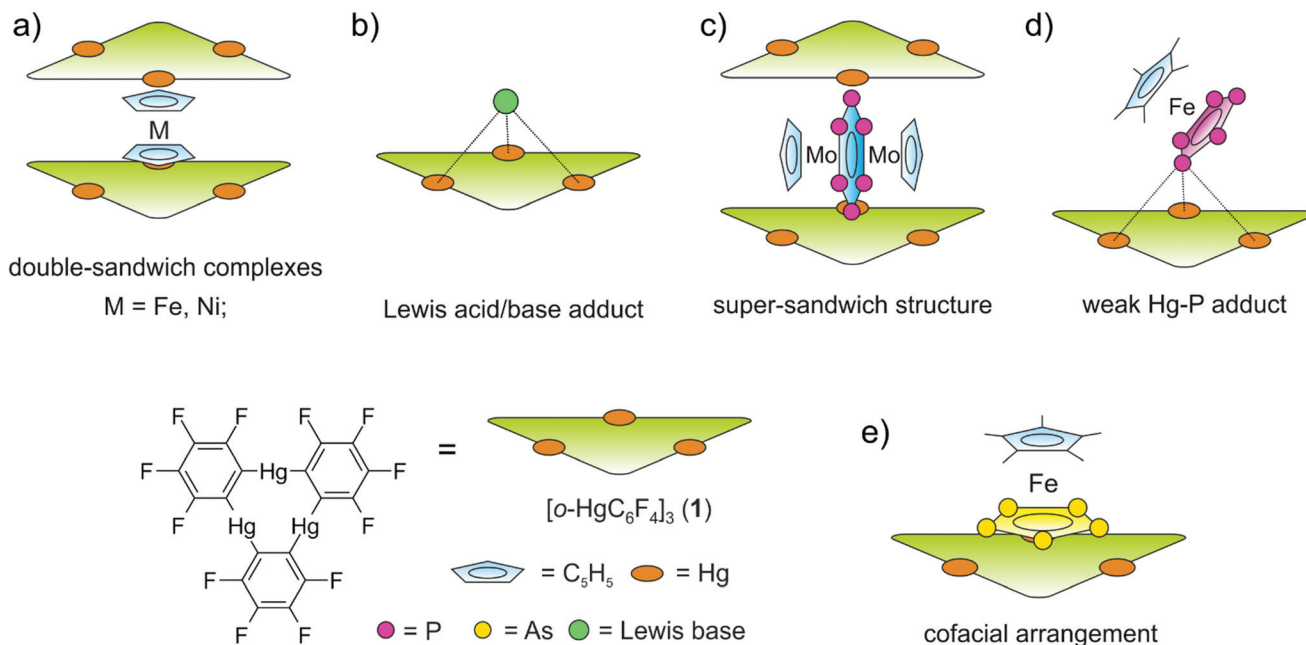 a)
b)
c)
d)
M
Mo Mo
Fe
double-sandwich complexes
M = Fe, Ni;
Lewis acid/base adduct
super-sandwich structure
weak Hg-P adduct
F F F F
F Hg F
F Hg Hg F
F F
F F
=
[o-HgC₆F₄]₃ (1)
= C₅H₅ = Hg
= P = As = Lewis base
e)
Fe
cofacial arrangement